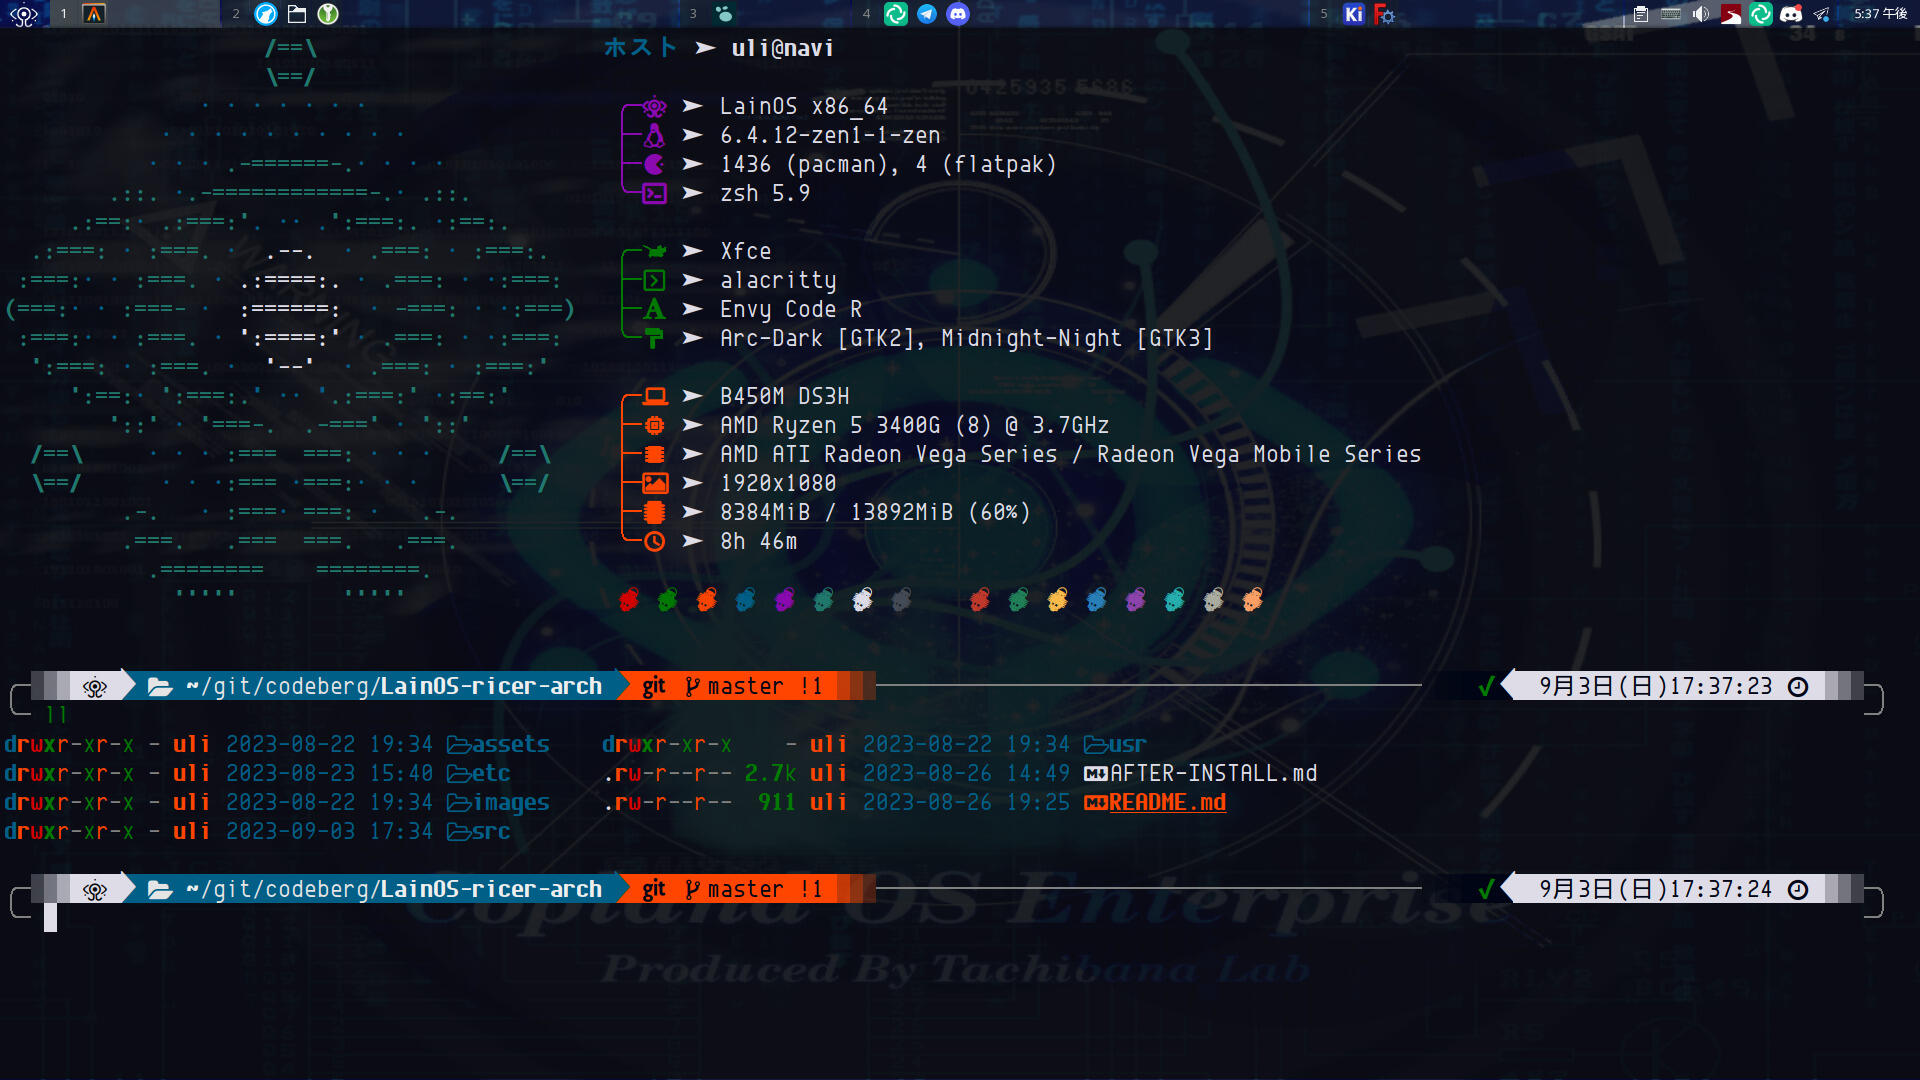 1 2 3 4 5 Ki 5:37 午後
ホスト ➤ uli@navi
➤ LainOS x86_64
➤ 6.4.12-zen1-1-zen
➤ 1436 (pacman), 4 (flatpak)
➤ zsh 5.9
➤ Xfce
➤ alacritty
➤ Envy Code R
➤ Arc-Dark [GTK2], Midnight-Night [GTK3]
➤ B450M DS3H
➤ AMD Ryzen 5 3400G (8) @ 3.7GHz
➤ AMD ATI Radeon Vega Series / Radeon Vega Mobile Series
➤ 1920x1080
➤ 8384MiB / 13892MiB (60%)
➤ 8h 46m
~/git/codeberg/LainOS-ricer-arch git master !1 √ 9月3日(日)17:37:23
ll
drwxr-xr-x - uli 2023-08-22 19:34 assets drwxr-xr-x - uli 2023-08-22 19:34 usr
drwxr-xr-x - uli 2023-08-23 15:40 etc .rw-r--r-- 2.7k uli 2023-08-26 14:49 AFTER-INSTALL.md
drwxr-xr-x - uli 2023-08-22 19:34 images .rw-r--r-- 911 uli 2023-08-26 19:25 README.md
drwxr-xr-x - uli 2023-09-03 17:34 src
~/git/codeberg/LainOS-ricer-arch git master !1 √ 9月3日(日)17:37:24
Copland OS Enterprise
Produced By Tachibana Lab